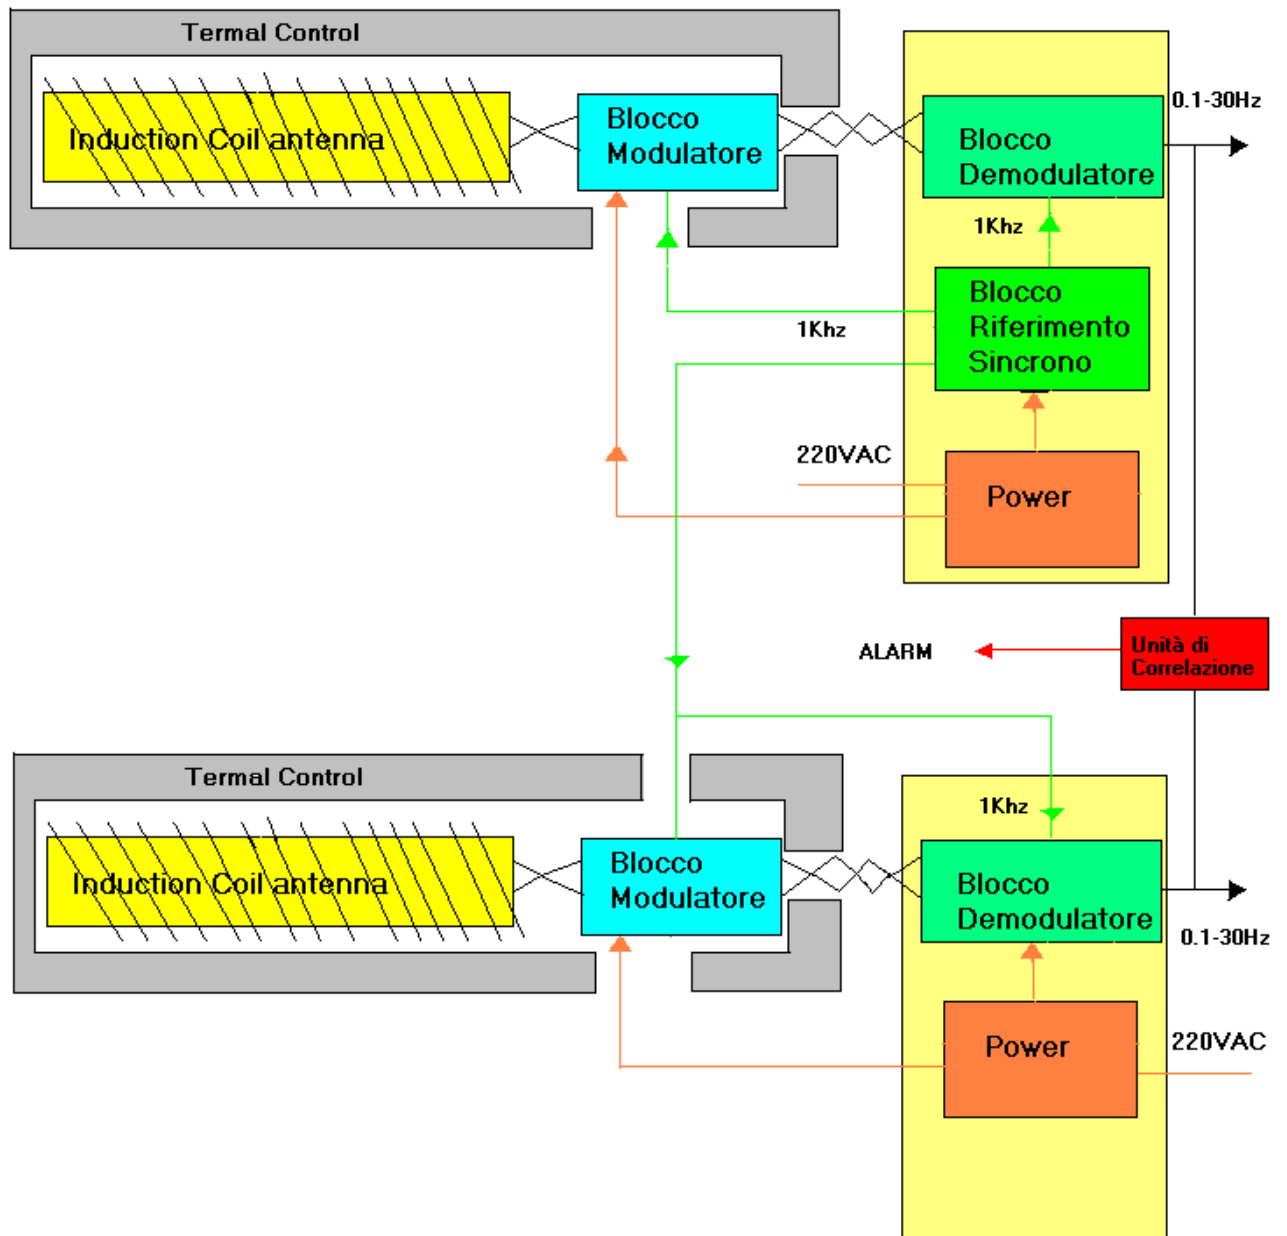 Termal Control
Induction Coil antenna
Blocco
Modulatore
0.1-30Hz
Blocco
Demodulatore
1Khz
Blocco
Riferimento
Sincrono
1Khz
220VAC
Power
ALARM
Unità di
Correlazione
Termal Control
Induction Coil antenna
Blocco
Modulatore
1Khz
Blocco
Demodulatore
0.1-30Hz
Power
220VAC